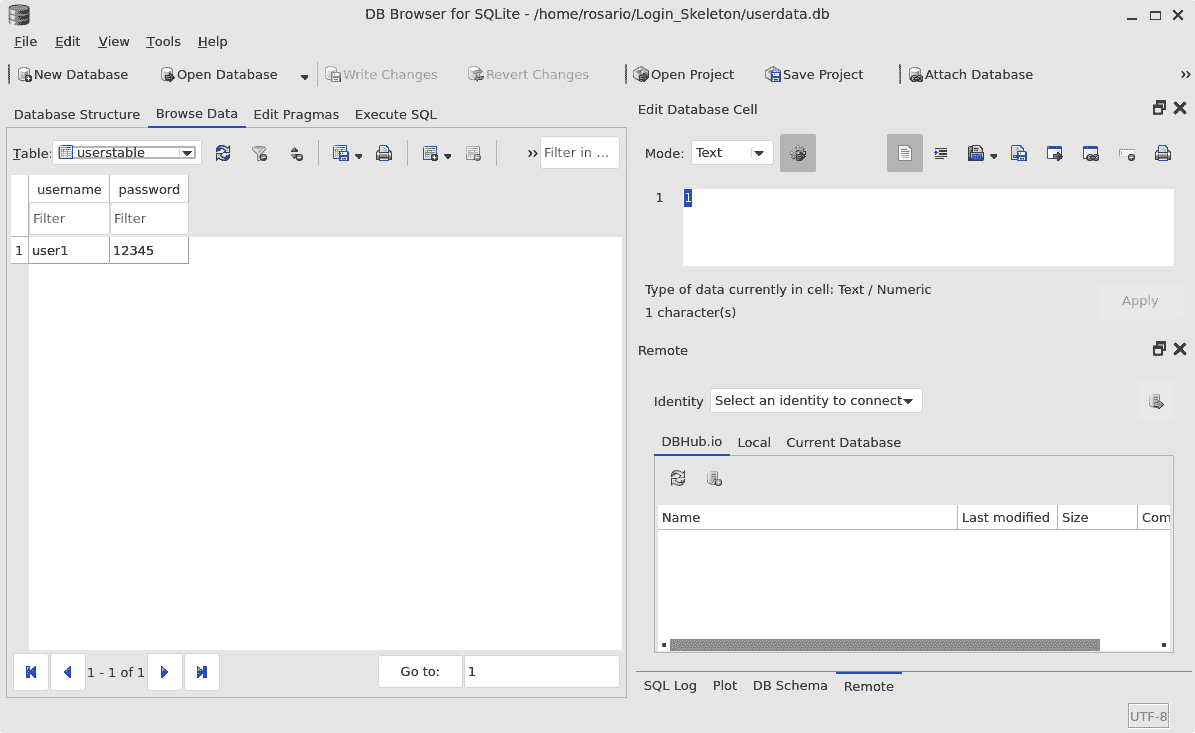 DB Browser for SQLite - /home/rosario/Login_Skeleton/userdata.db
File Edit View Tools Help
New Database Open Database Write Changes Revert Changes Open Project Save Project Attach Database »
Database Structure Browse Data Edit Pragmas Execute SQL
Table: userstable » Filter in ...
username password
Filter Filter
1 user1 12345
1 - 1 of 1 Go to: 1
Edit Database Cell
Mode: Text
1 1
Type of data currently in cell: Text / Numeric
1 character(s)
Apply
Remote
Identity Select an identity to connect
DBHub.io Local Current Database
Name Last modified Size Com
SQL Log Plot DB Schema Remote
UTF-8